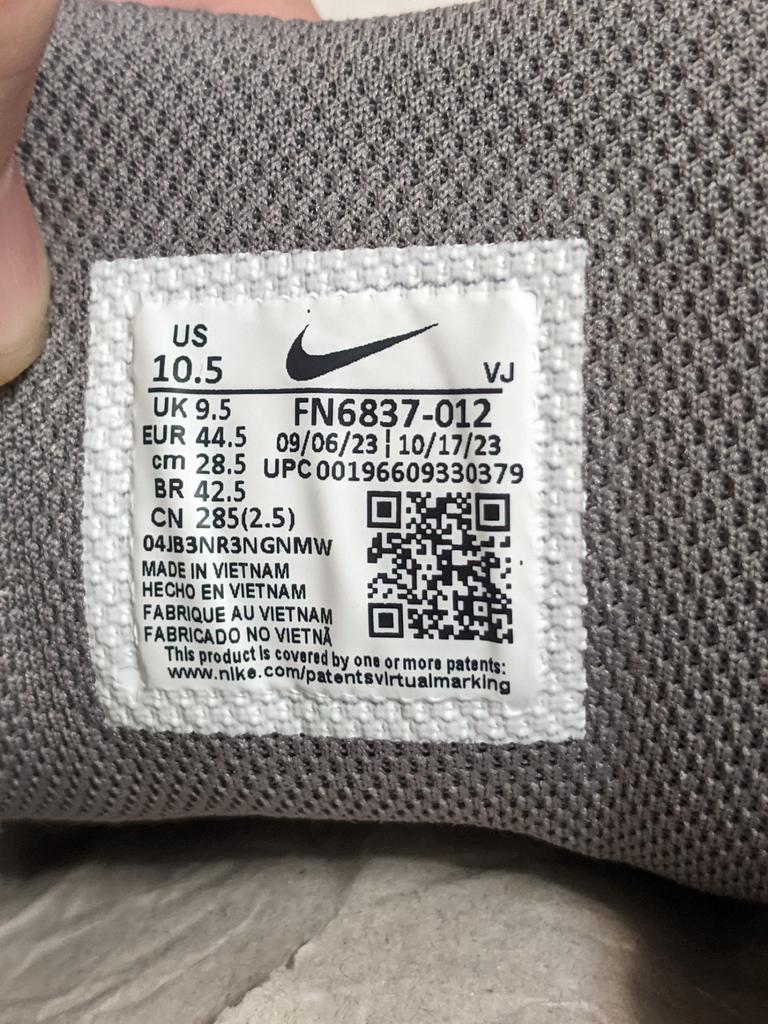 US
10.5
VJ
UK 9.5
FN6837-012
EUR 44.5
09/06/23 | 10/17/23
cm 28.5
UPC 00196609330379
BR 42.5
CN 285(2.5)
04JB3NR3NGNMW
MADE IN VIETNAM
HECHO EN VIETNAM
FABRIQUE AU VIETNAM
FABRICADO NO VIETNÃ
This product is covered by one or more patents:
www.nike.com/patentsvirtualmarking